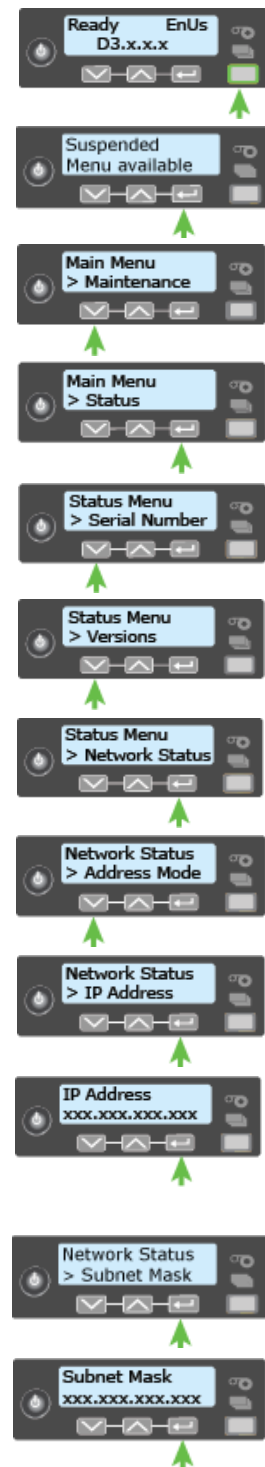 Ready EnUs
D3.x.x.x
Suspended
Menu available
Main Menu
> Maintenance
Main Menu
> Status
Status Menu
> Serial Number
Status Menu
> Versions
Status Menu
> Network Status
Network Status
> Address Mode
Network Status
> IP Address
IP Address
xxx.xxx.xxx.xxx
Network Status
> Subnet Mask
Subnet Mask
xxx.xxx.xxx.xxx